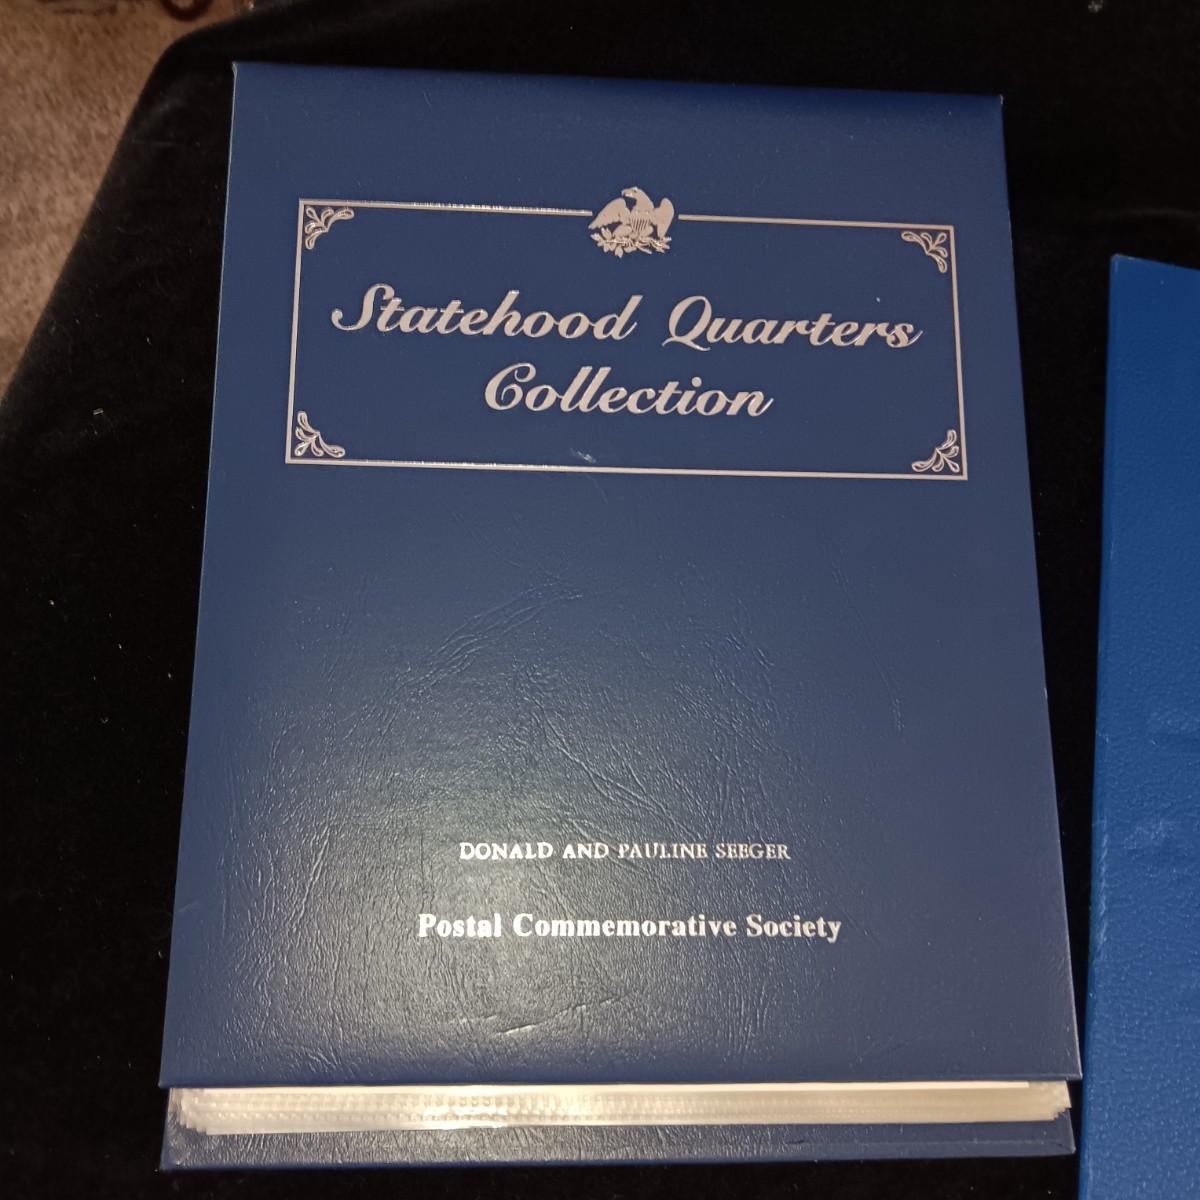 Statehood Quarters
Collection
DONALD AND PAULINE SEEGER
Postal Commemorative Society